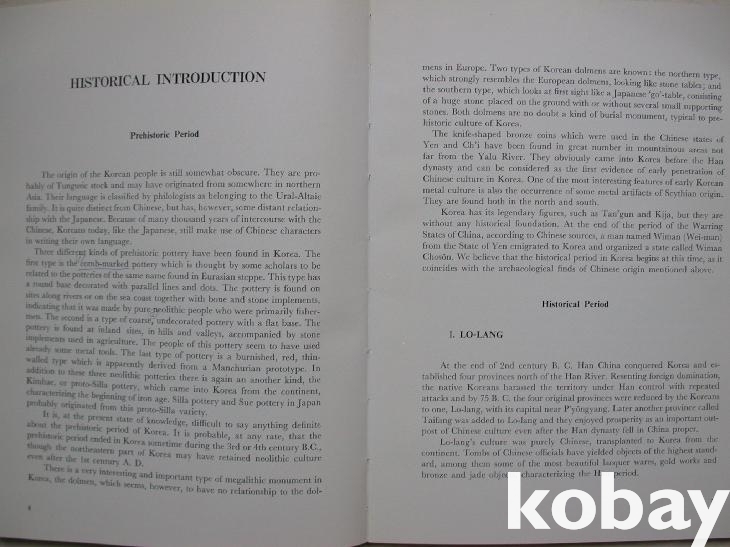 HISTORICAL INTRODUCTION
Prehistoric Period
The origin of the Korean people is still somewhat obscure. They are pro-
bably of Tungusic stock and may have originated from somewhere in northern
Asia. Their language is classified by philologists as belonging to the Ural-Altaic
family. It is quite distinct from Chinese, but has, however, some distant relation-
ship with the Japanese. Because of many thousand years of intercourse with the
Chinese, Koreans today, like the Japanese, still make use of Chinese characters
in writing their own language.
Three different kinds of prehistoric pottery have been found in Korea. The
first type is the comb-marked pottery which is thought by some scholars to be
related to the potteries of the same name found in Eurasian steppe. This type has
a round base decorated with parallel lines and dots. The pottery is found on
sites along rivers or on the sea coast together with bone and stone implements,
indicating that it was made by pure neolithic people who were primarily fisher-
men. The second is a type of coarse, undecorated pottery with a flat base. The
pottery is found at inland sites, in hills and valleys, accompanied by stone
implements used in agriculture. The people of this pottery seem to have used
already some metal tools. The last type of pottery is a burnished, red, thin-
walled type which is apparently derived from a Manchurian prototype. In
addition to these three neolithic potteries there is again an another kind, the
Kimhae, or proto-Silla pottery, which came into Korea from the continent,
characterizing the beginning of iron age. Silla pottery and Sue pottery in Japan
probably originated from this proto-Silla variety.
It is, at the present state of knowledge, difficult to say anything definite
about the prehistoric period of Korea. It is probable, at any rate, that the
prehistoric period ended in Korea sometime during the 3rd or 4th century B.C.,
though the northeastern part of Korea may have retained neolithic culture
even after the 1st century A. D.
There is a very interesting and important type of megalithic monument in
Korea, the dolmen, which seems, however, to have no relationship to the dol-
mens in Europe. Two types of Korean dolmens are known: the northern type,
which strongly resembles the European dolmens, looking like stone tables; and
the southern type, which looks at first sight like a Japanese 'go'-table, consisting
of a huge stone placed on the ground with or without several small supporting
stones. Both dolmens are no doubt a kind of burial monument, typical to pre-
historic culture of Korea.
The knife-shaped bronze coins which were used in the Chinese states of
Yen and Ch'i have been found in great number in mountainous areas not
far from the Yalu River. They obviously came into Korea before the Han
dynasty and can be considered as the first evidence of early penetration of
Chinese culture in Korea. One of the most interesting features of early Korean
metal culture is also the occurrence of some metal artifacts of Scythian origin.
They are found both in the north and south.
Korea has its legendary figures, such as Tan'gun and Kija, but they are
without any historical foundation. At the end of the period of the Warring
States of China, according to Chinese sources, a man named Wiman (Wei-man)
from the State of Yen emigrated to Korea and organized a state called Wiman
Chosŏn. We believe that the historical period in Korea begins at this time, as it
coincides with the archaeological finds of Chinese origin mentioned above.
Historical Period
1. LO-LANG
At the end of 2nd century B. C. Han China conquered Korea and es-
tablished four provinces north of the Han River. Resenting foreign domination,
the native Koreans harassed the territory under Han control with repeated
attacks and by 75 B. C. the four original provinces were reduced by the Koreans
to one, Lo-lang, with its capital near P'yŏngyang. Later another province called
Taifang was added to Lo-lang and they enjoyed prosperity as an important out-
post of Chinese culture even after the Han dynasty fell in China proper.
Lo-lang's culture was purely Chinese, transplanted to Korea from the
continent. Tombs of Chinese officials have yielded objects of the highest stand-
ard, among them some of the most beautiful lacquer wares, gold works and
bronze and jade characterizing the period.
kobay